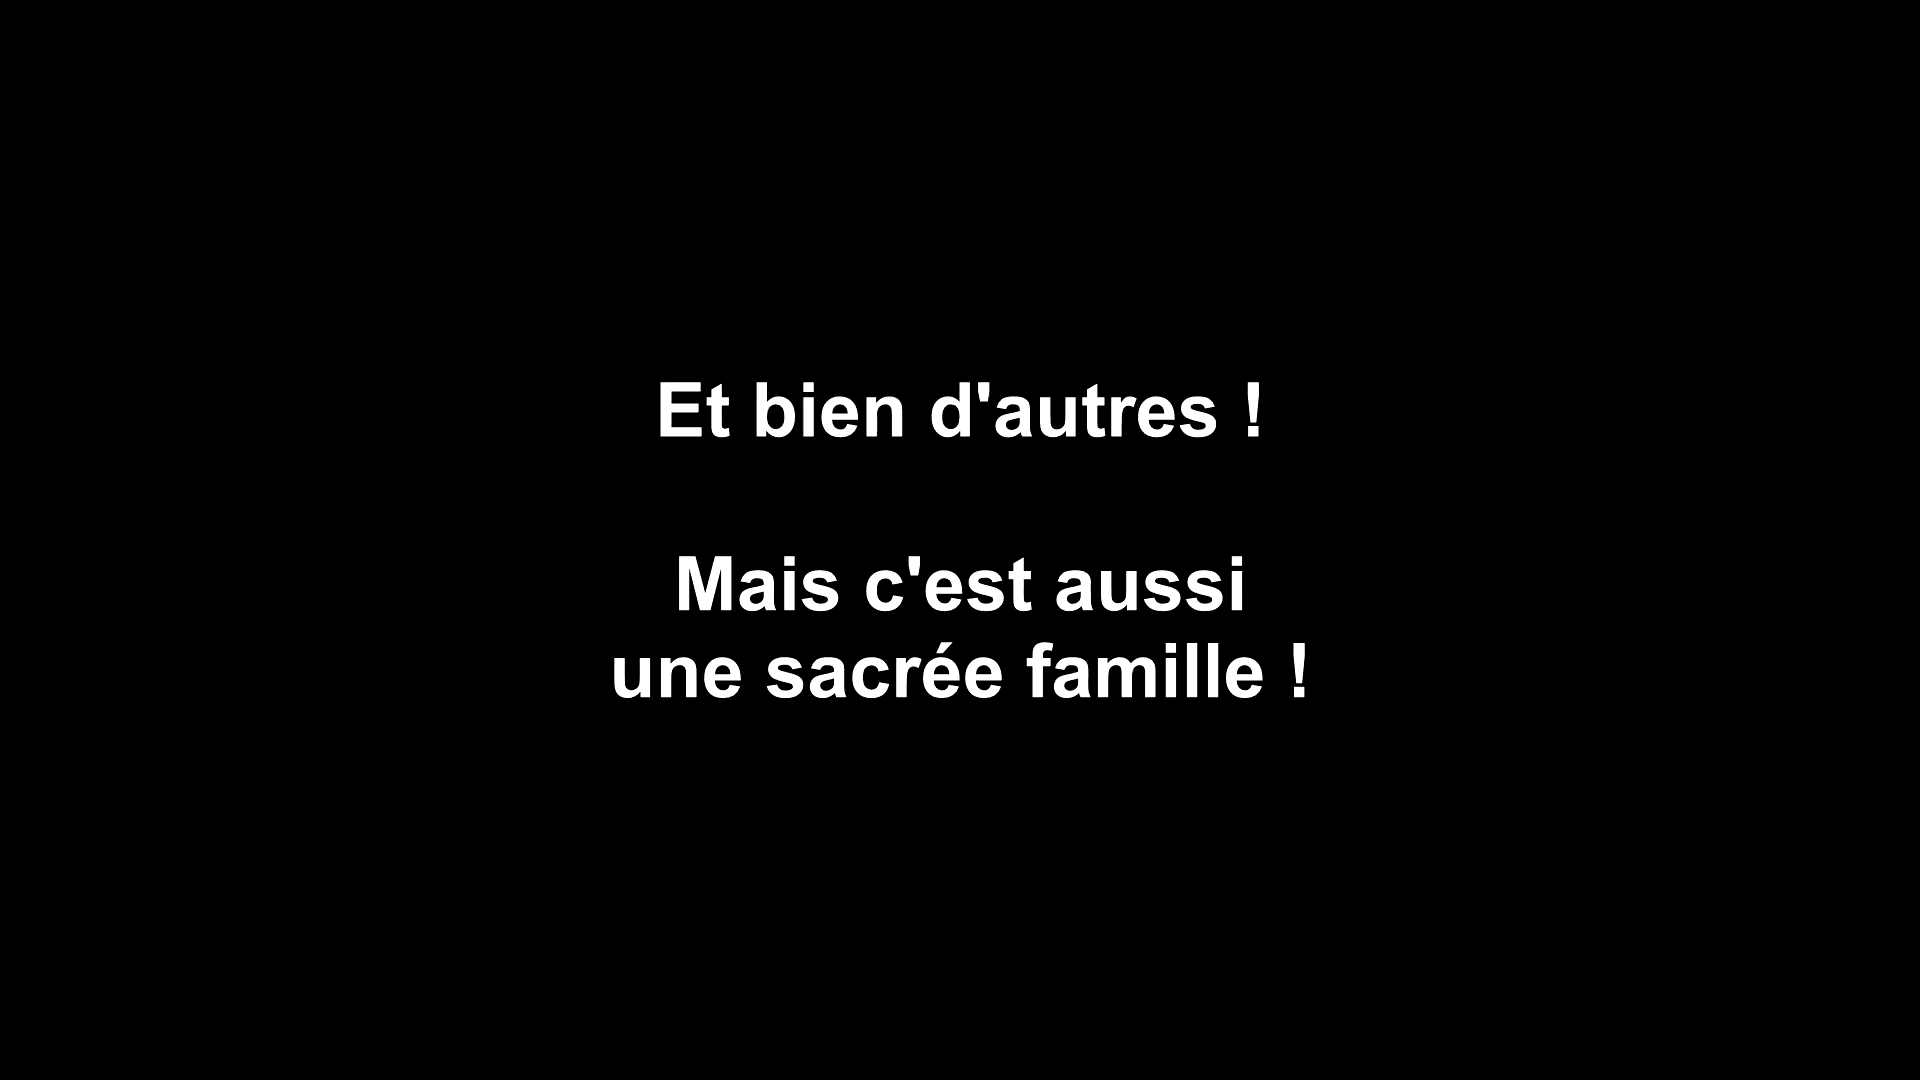 Et bien d'autres !
Mais c'est aussi
une sacrée famille !